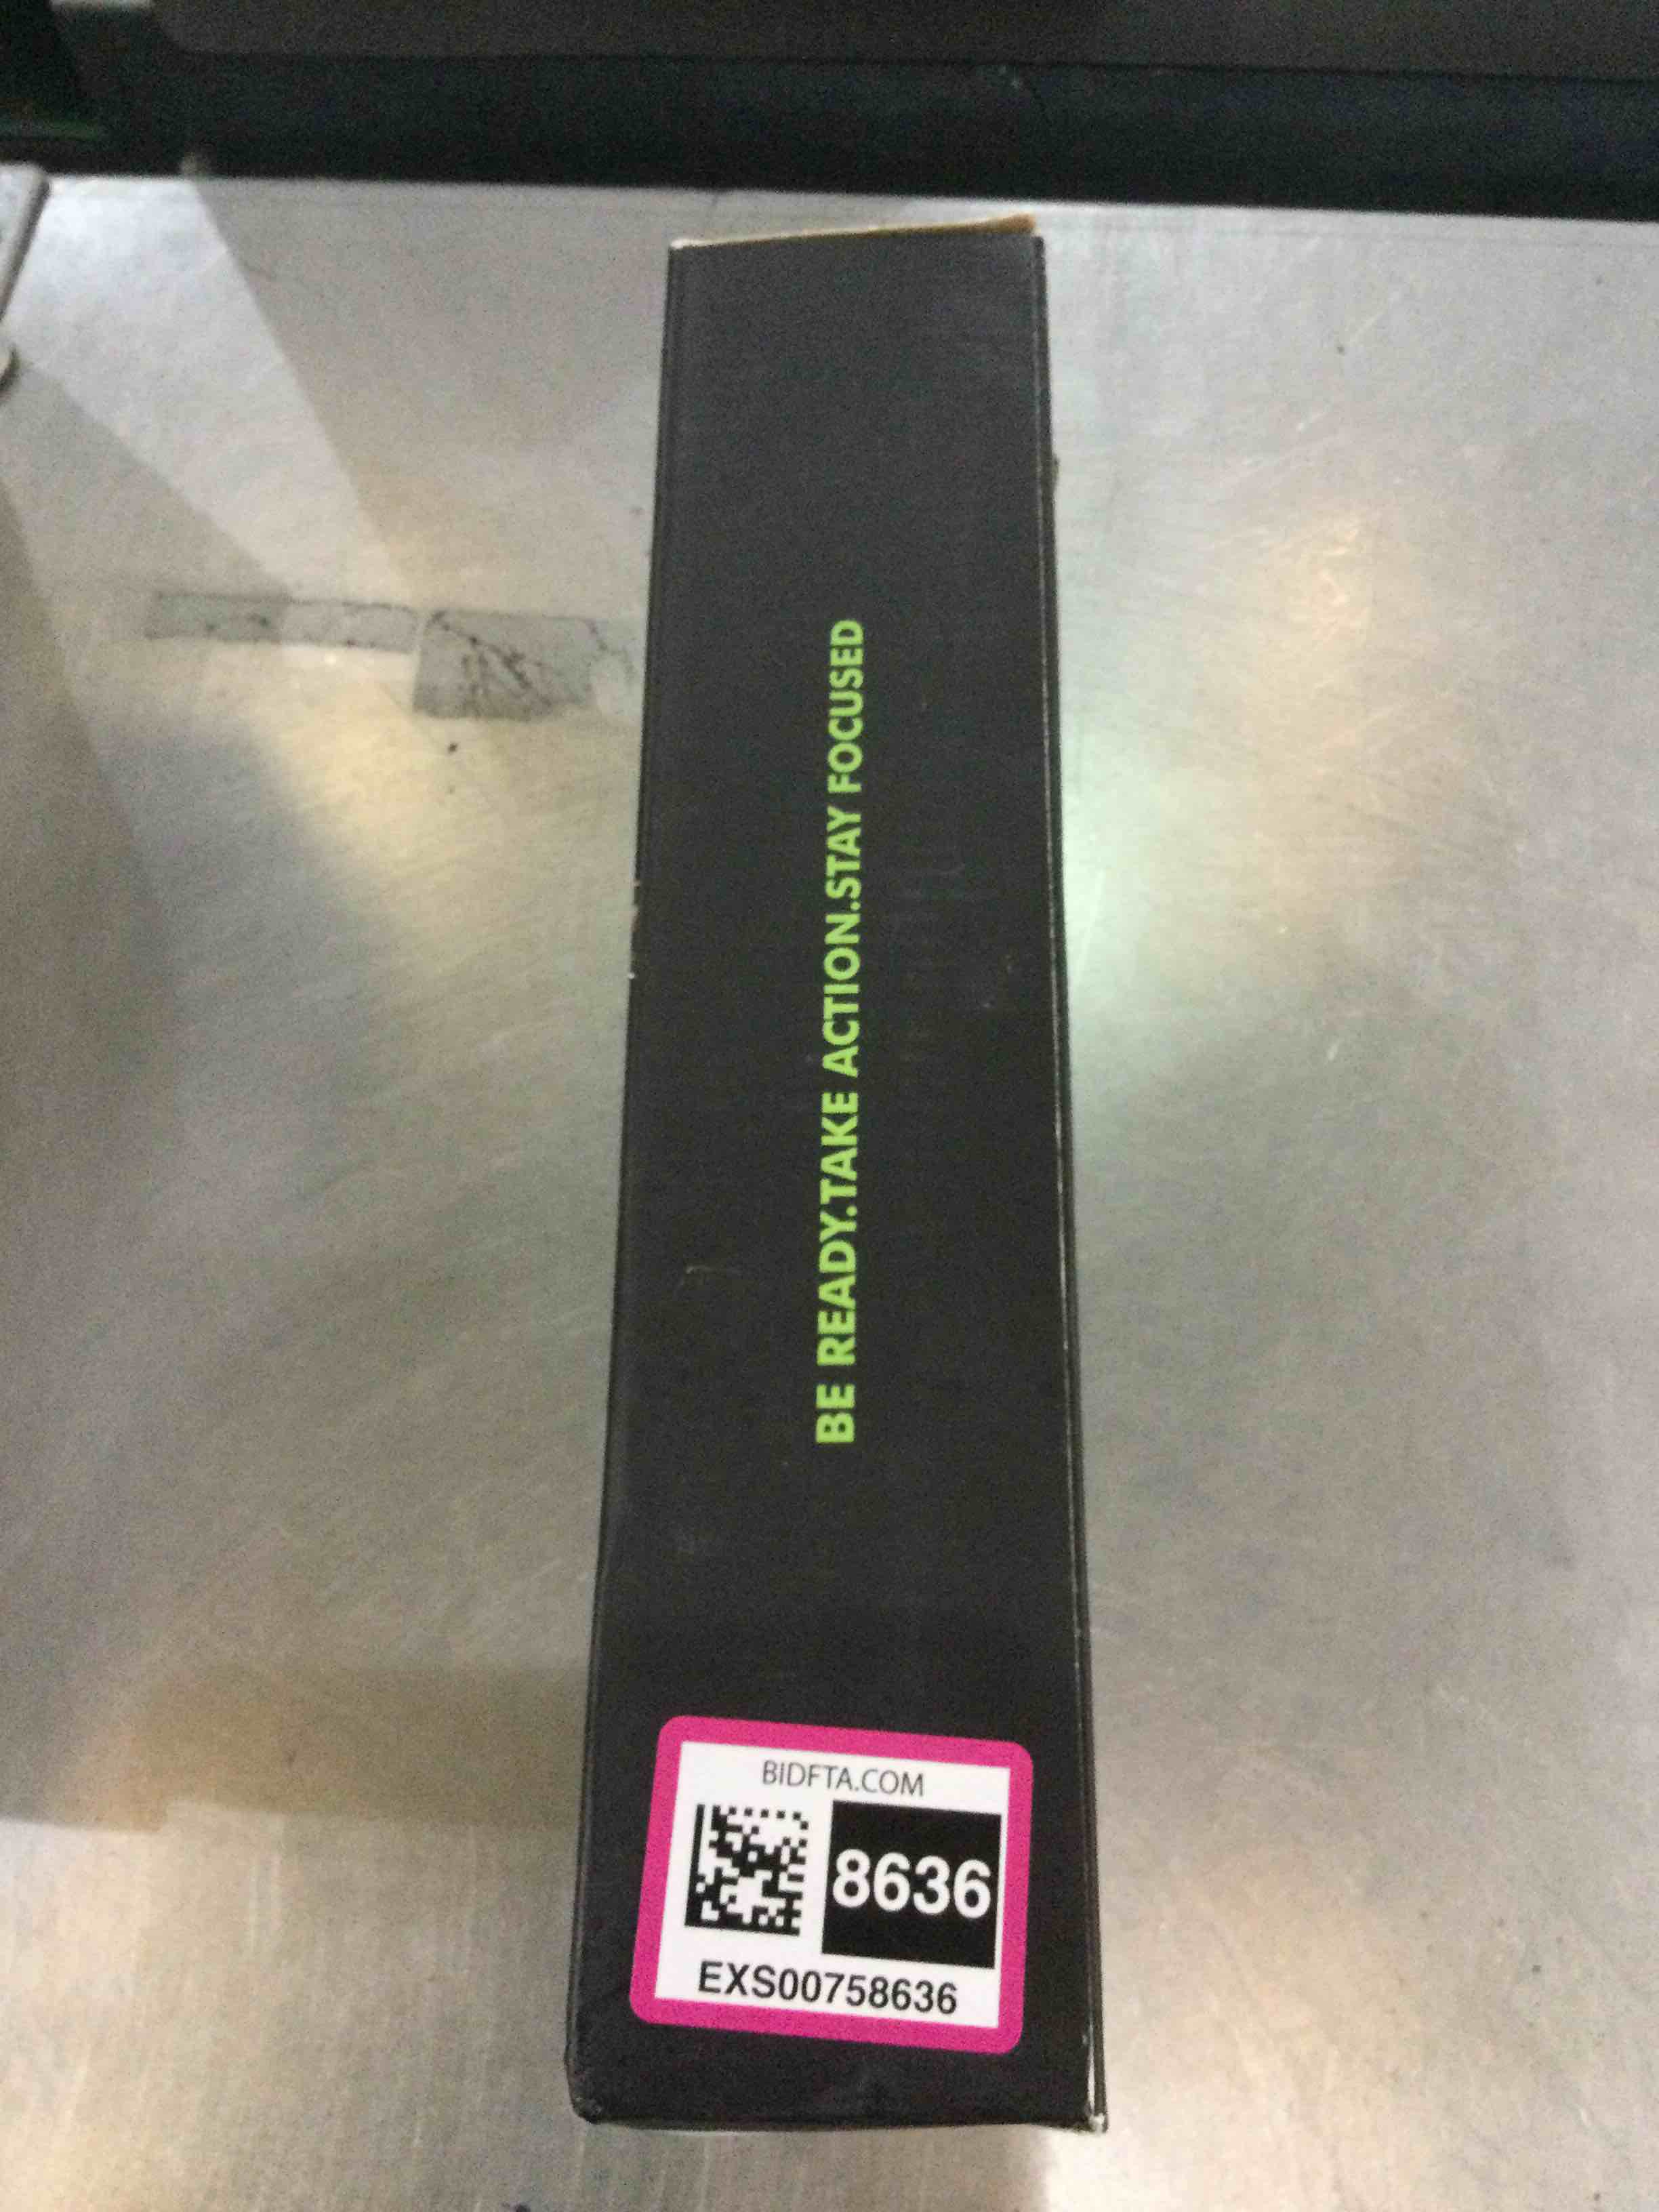 BE READY.TAKE ACTION.STAY FOCUSED
BIDFTA.COM
8636
EXS00758636